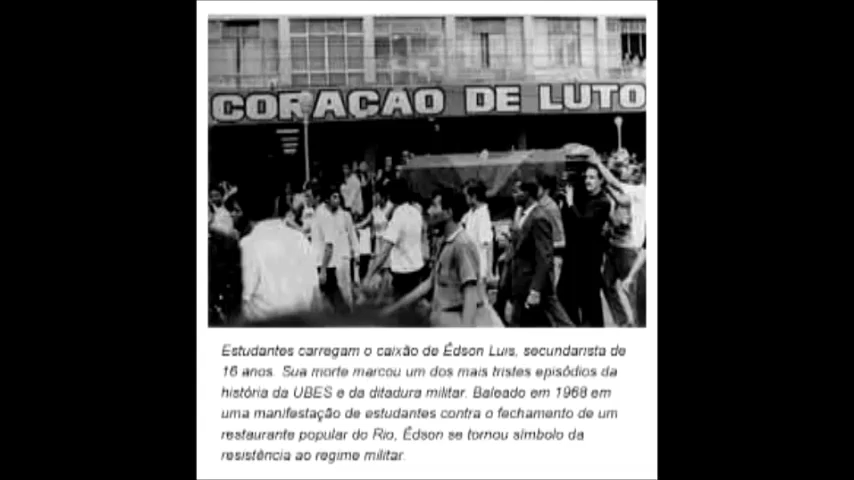 CORAÇÃO DE LUTO
Estudantes carregam o caixão de Édson Luis, secundarista de
16 anos. Sua morte marcou um dos mais tristes episódios da
história da UBES e da ditadura militar. Baleado em 1968 em
uma manifestação de estudantes contra o fechamento de um
restaurante popular do Rio, Édson se tornou símbolo da
resistência ao regime militar.